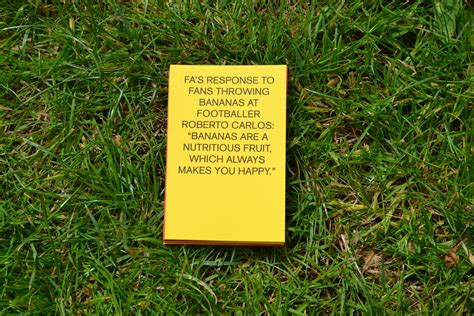 FA'S RESPONSE TO
FANS THROWING
BANANAS AT
FOOTBALLER
ROBERTO CARLOS:
"BANANAS ARE A
NUTRITIOUS FRUIT,
WHICH ALWAYS
MAKES YOU HAPPY."